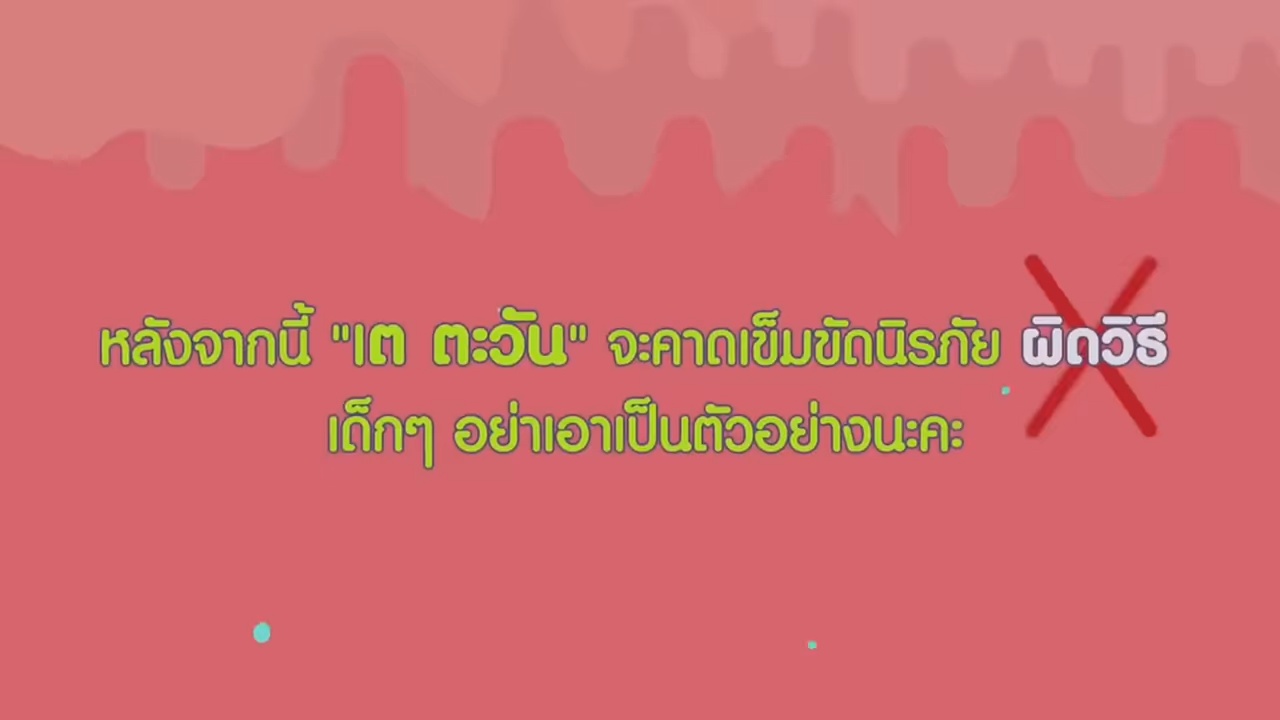 หลังจากนี้ "เต ตะวัน" จะคาดเข็มขัดนิรภัย ผิดวิธี
เด็กๆ อย่าเอาเป็นตัวอย่างนะคะ